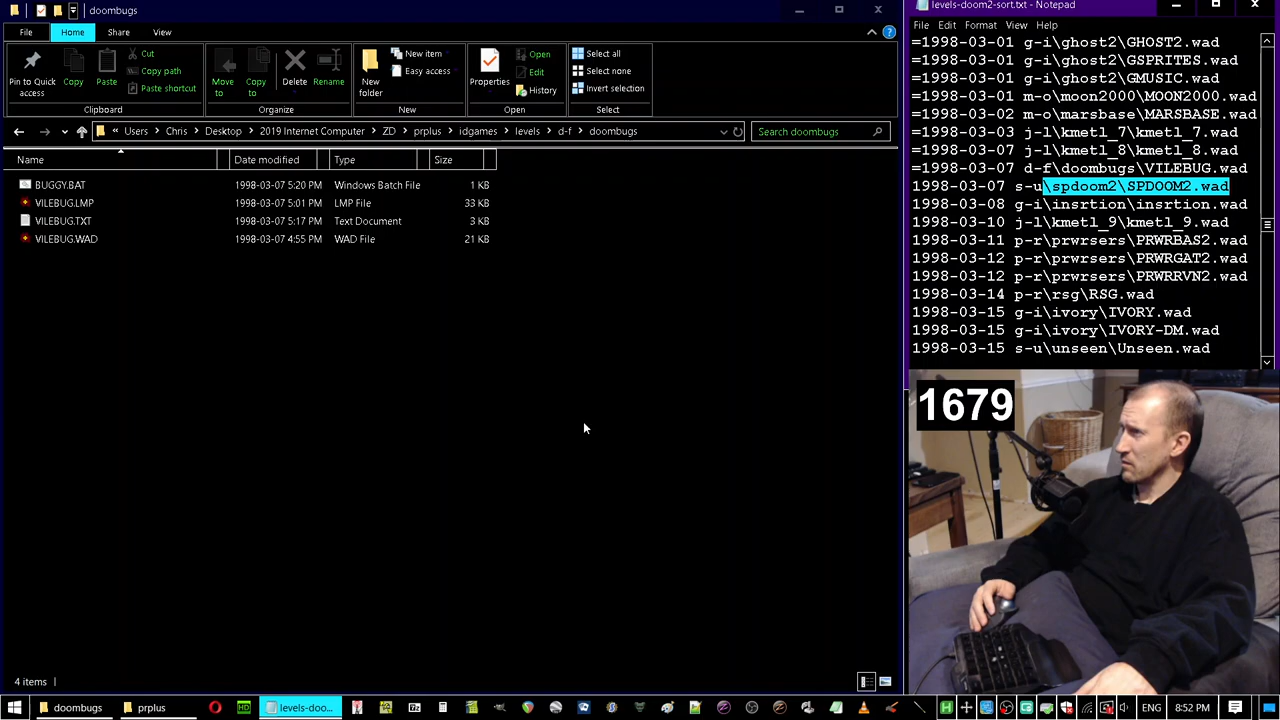 doombugs
File
Home
Share
View
Pin to Quick access
Copy
Paste
Cut
Copy path
Paste shortcut
Clipboard
Move to
Copy to
Delete
Rename
Organize
New folder
New item
Easy access
New
Properties
Open
Edit
History
Open
Select all
Select none
Invert selection
Select
Users > Chris > Desktop > 2019 Internet Computer > ZD > prplus > idgames > levels > d-f > doombugs
Search doombugs
Name Date modified Type Size
BUGGY.BAT 1998-03-07 5:20 PM Windows Batch File 1 KB
VILEBUG.LMP 1998-03-07 5:01 PM LMP File 33 KB
VILEBUG.TXT 1998-03-07 5:17 PM Text Document 3 KB
VILEBUG.WAD 1998-03-07 4:55 PM WAD File 21 KB
4 items
levels-doom2-sort.txt - Notepad
File Edit Format View Help
=1998-03-01 g-i\ghost2\GHOST2.wad
=1998-03-01 g-i\ghost2\GSPRITES.wad
=1998-03-01 g-i\ghost2\GMUSIC.wad
=1998-03-01 m-o\moon2000\MOON2000.wad
=1998-03-02 m-o\marsbase\MARSBASE.wad
=1998-03-03 j-l\kmetl_7\kmetl_7.wad
=1998-03-07 j-l\kmetl_8\kmetl_8.wad
=1998-03-07 d-f\doombugs\VILEBUG.wad
1998-03-07 s-u\spdoom2\SPDOOM2.wad
1998-03-08 g-i\insrtion\insrtion.wad
1998-03-10 j-l\kmetl_9\kmetl_9.wad
1998-03-11 p-r\prwrsers\PRWRBAS2.wad
1998-03-12 p-r\prwrsers\PRWRGAT2.wad
1998-03-12 p-r\prwrsers\PRWRRVN2.wad
1998-03-14 p-r\rsg\RSG.wad
1998-03-15 g-i\ivory\IVORY.wad
1998-03-15 g-i\ivory\IVORY-DM.wad
1998-03-15 s-u\unseen\Unseen.wad
1679
doombugs
prplus
levels-doo...
ENG
8:52 PM